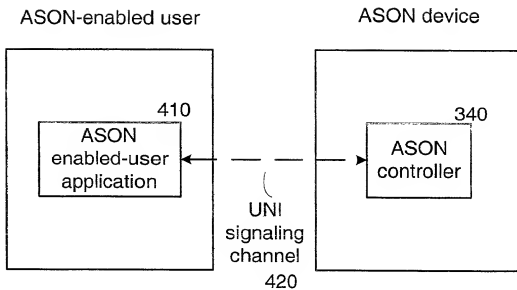 ASON-enabled user
ASON device
410
ASON
enabled-user
application
340
ASON
controller
UNI
signaling
channel
420